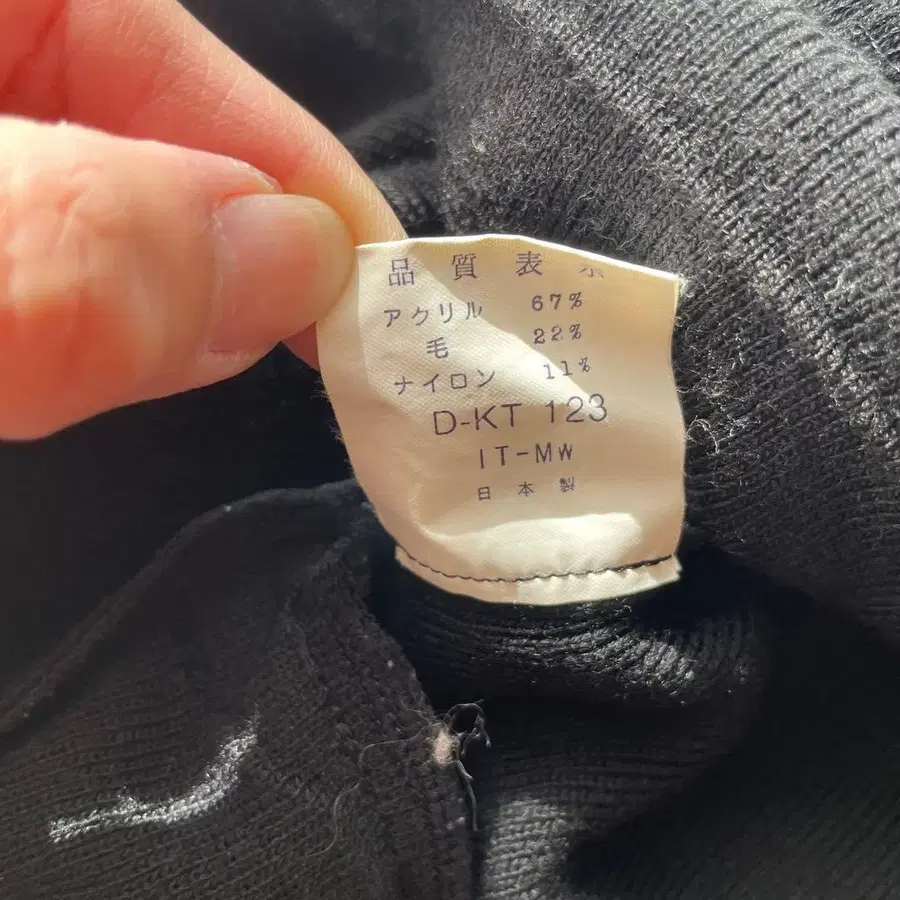 品質表示
アクリル 67%
毛 22%
ナイロン 11%
D-KT 123
IT-MW
日本製